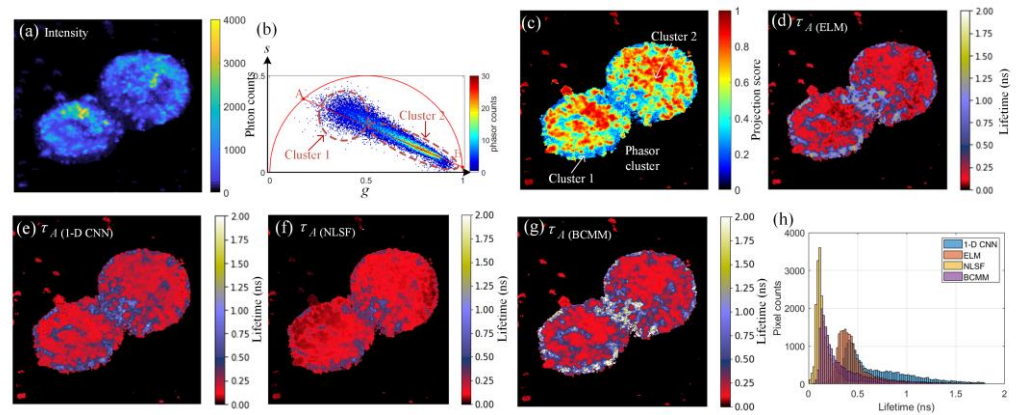 (a) Intensity
4000
3000
2000
1000
0
Photon counts
(b)
s
0.5
A
B
Cluster 2
Cluster 1
0
0.5
1
g
30
20
10
0
phasor counts
(c)
Cluster 2
Phasor
cluster
Cluster 1
1
0.8
0.6
0.4
0.2
0
Projection score
(d) τ A (ELM)
2.00
1.75
1.50
1.25
1.00
0.75
0.50
0.25
0.00
Lifetime (ns)
(e) τ A (1-D CNN)
2.00
1.75
1.50
1.25
1.00
0.75
0.50
0.25
0.00
Lifetime (ns)
(f) τ A (NLSF)
2.00
1.75
1.50
1.25
1.00
0.75
0.50
0.25
0.00
Lifetime (ns)
(g) τ A (BCMM)
2.00
1.75
1.50
1.25
1.00
0.75
0.50
0.25
0.00
Lifetime (ns)
(h)
4000
3000
2000
1000
0
Pixel counts
1-D CNN
ELM
NLSF
BCMM
0
0.5
1
1.5
2
Lifetime (ns)